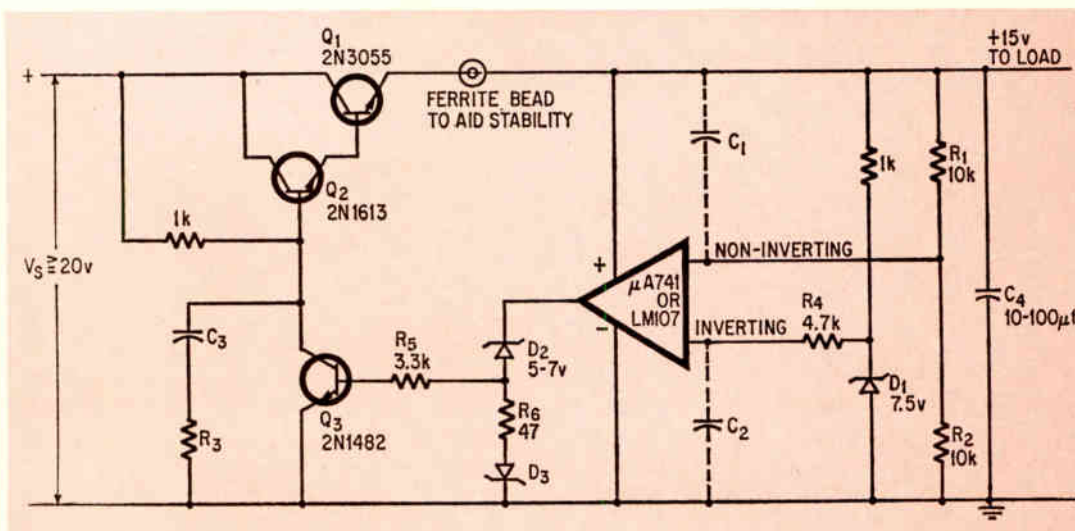 Q1
2N3055
+15v
TO LOAD
+
FERRITE BEAD
TO AID STABILITY
C1
1k
R1
10k
Q2
2N1613
1k
VS ≧ 20v
+
μA741
OR
LM107
−
NON-INVERTING
INVERTING
R4
4.7k
C4
10-100μf
C3
R5
3.3k
D2
5-7v
D1
7.5v
Q3
2N1482
R3
R6
47
C2
R2
10k
D3